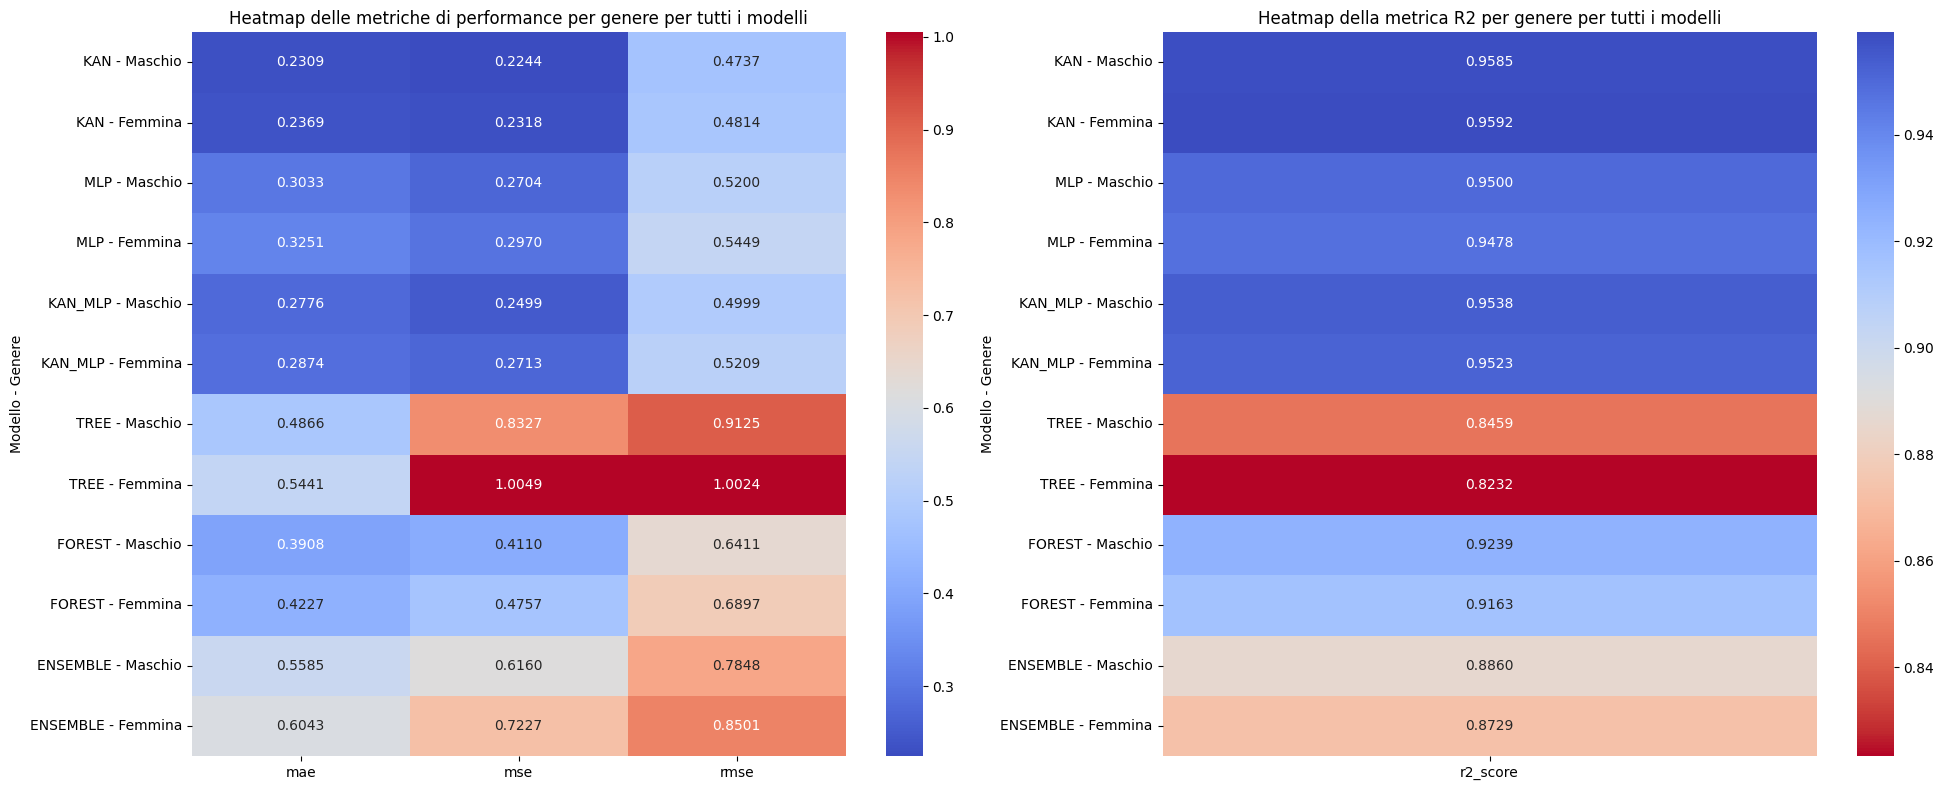 Heatmap delle metriche di performance per genere per tutti i modelli
Modello - Genere
KAN - Maschio 0.2309 0.2244 0.4737
KAN - Femmina 0.2369 0.2318 0.4814
MLP - Maschio 0.3033 0.2704 0.5200
MLP - Femmina 0.3251 0.2970 0.5449
KAN_MLP - Maschio 0.2776 0.2499 0.4999
KAN_MLP - Femmina 0.2874 0.2713 0.5209
TREE - Maschio 0.4866 0.8327 0.9125
TREE - Femmina 0.5441 1.0049 1.0024
FOREST - Maschio 0.3908 0.4110 0.6411
FOREST - Femmina 0.4227 0.4757 0.6897
ENSEMBLE - Maschio 0.5585 0.6160 0.7848
ENSEMBLE - Femmina 0.6043 0.7227 0.8501
mae mse rmse
1.0
0.9
0.8
0.7
0.6
0.5
0.4
0.3
Heatmap della metrica R2 per genere per tutti i modelli
Modello - Genere
KAN - Maschio 0.9585
KAN - Femmina 0.9592
MLP - Maschio 0.9500
MLP - Femmina 0.9478
KAN_MLP - Maschio 0.9538
KAN_MLP - Femmina 0.9523
TREE - Maschio 0.8459
TREE - Femmina 0.8232
FOREST - Maschio 0.9239
FOREST - Femmina 0.9163
ENSEMBLE - Maschio 0.8860
ENSEMBLE - Femmina 0.8729
r2_score
0.94
0.92
0.90
0.88
0.86
0.84